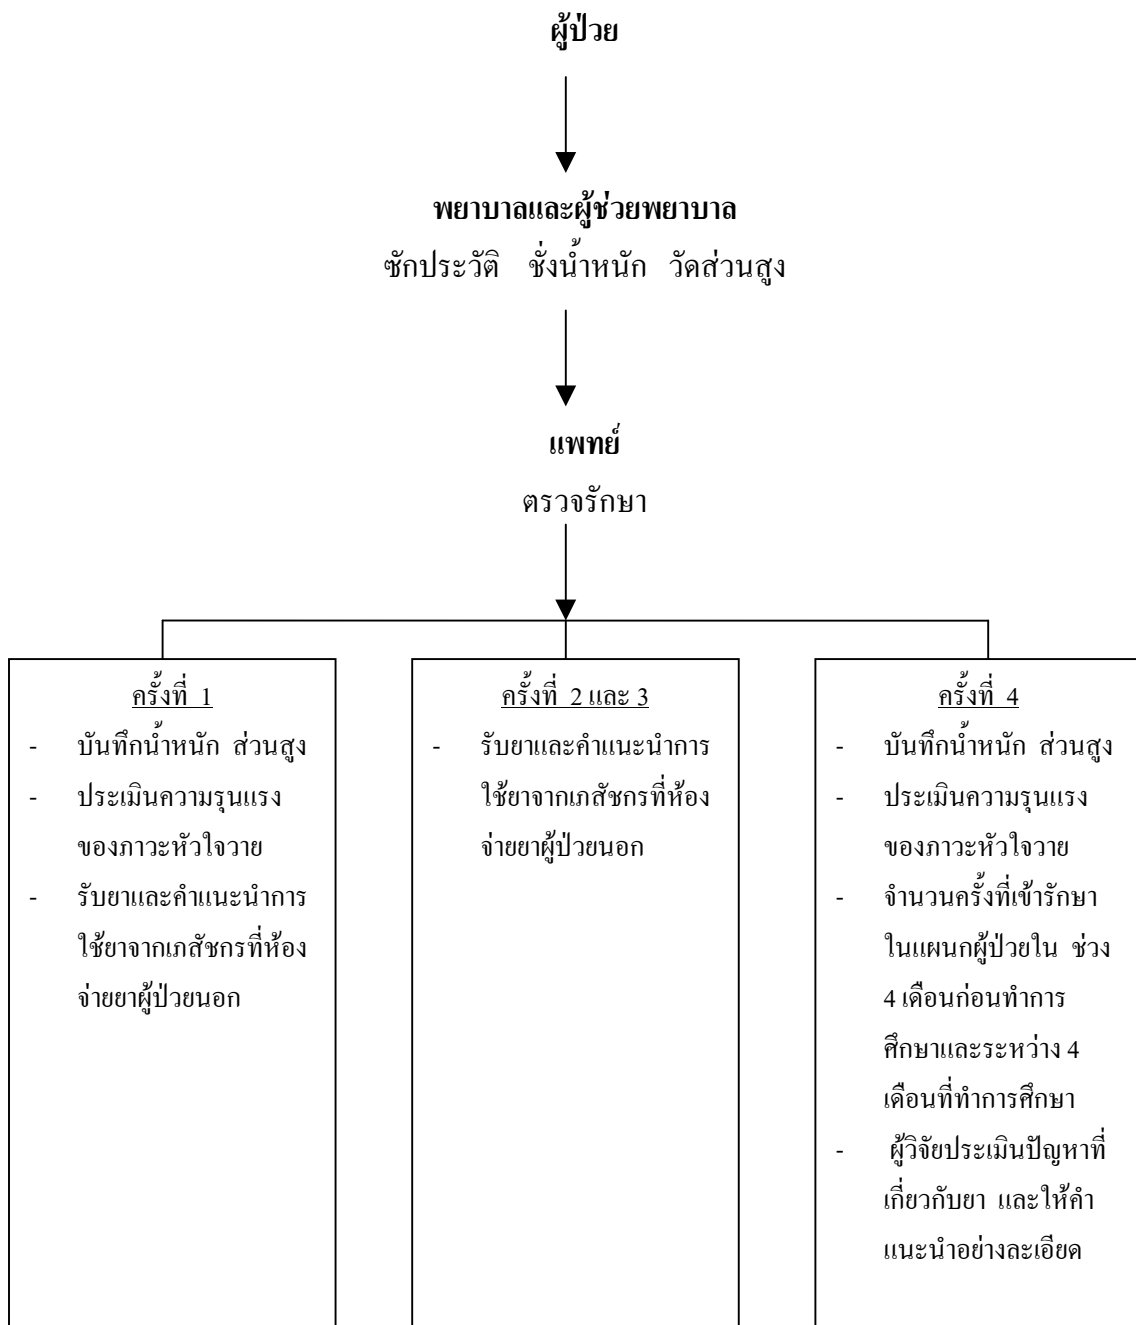 ผู้ป่วย
พยาบาลและผู้ช่วยพยาบาล
ซักประวัติ ชั่งน้ำหนัก วัดส่วนสูง
แพทย์
ตรวจรักษา
ครั้งที่ 1
- บันทึกน้ำหนัก ส่วนสูง
- ประเมินความรุนแรง
ของภาวะหัวใจวาย
- รับยาและคำแนะนำการ
ใช้ยาจากเภสัชกรที่ห้อง
จ่ายยาผู้ป่วยนอก
ครั้งที่ 2 และ 3
- รับยาและคำแนะนำการ
ใช้ยาจากเภสัชกรที่ห้อง
จ่ายยาผู้ป่วยนอก
ครั้งที่ 4
- บันทึกน้ำหนัก ส่วนสูง
- ประเมินความรุนแรง
ของภาวะหัวใจวาย
- จำนวนครั้งที่เข้ารักษา
ในแผนกผู้ป่วยใน ช่วง
4 เดือนก่อนทำการ
ศึกษาและระหว่าง 4
เดือนที่ทำการศึกษา
- ผู้วิจัยประเมินปัญหาที่
เกี่ยวกับยา และให้คำ
แนะนำอย่างละเอียด